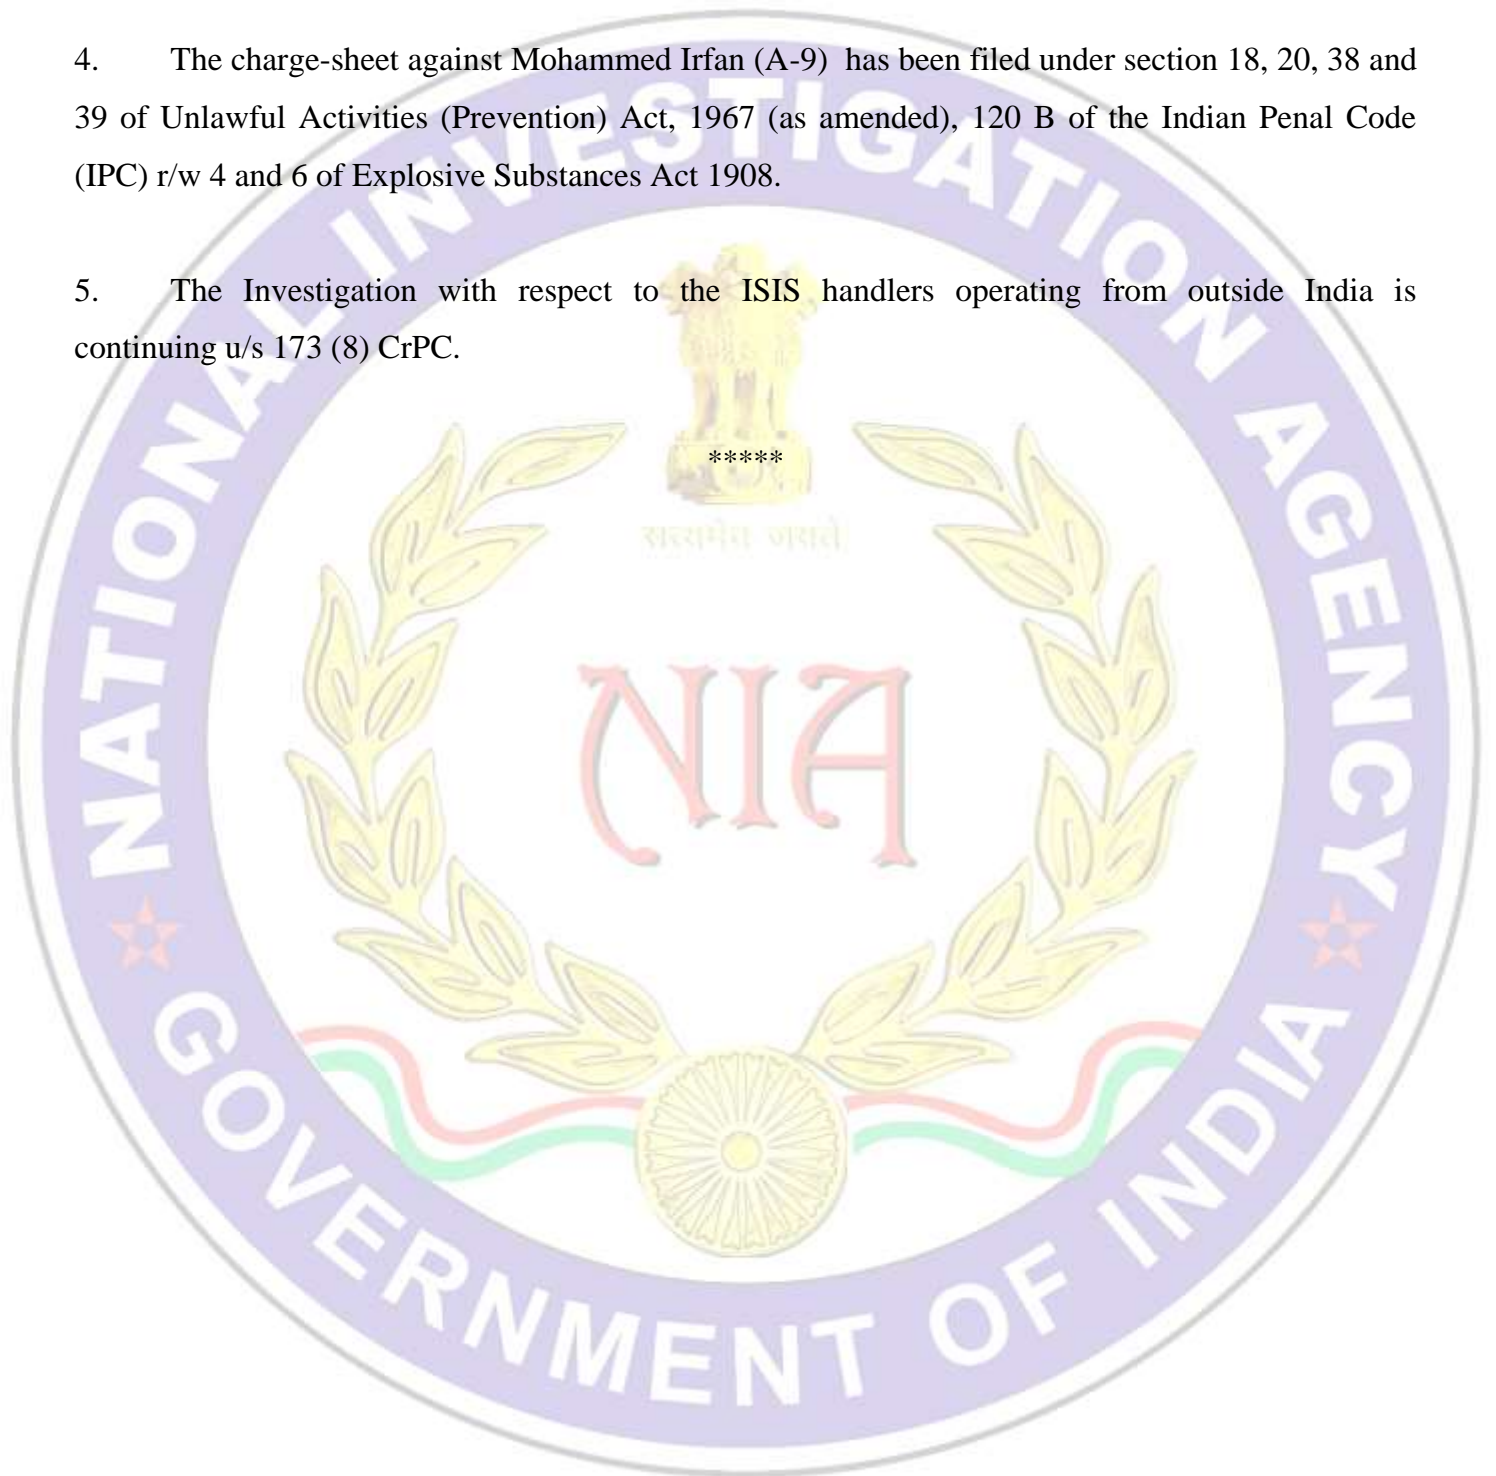 4. The charge-sheet against Mohammed Irfan (A-9) has been filed under section 18, 20, 38 and
39 of Unlawful Activities (Prevention) Act, 1967 (as amended), 120 B of the Indian Penal Code
(IPC) r/w 4 and 6 of Explosive Substances Act 1908.
5. The Investigation with respect to the ISIS handlers operating from outside India is
continuing u/s 173 (8) CrPC.
*****
सत्यमेव जयते
NATIONAL INVESTIGATION AGENCY
NIA
GOVERNMENT OF INDIA